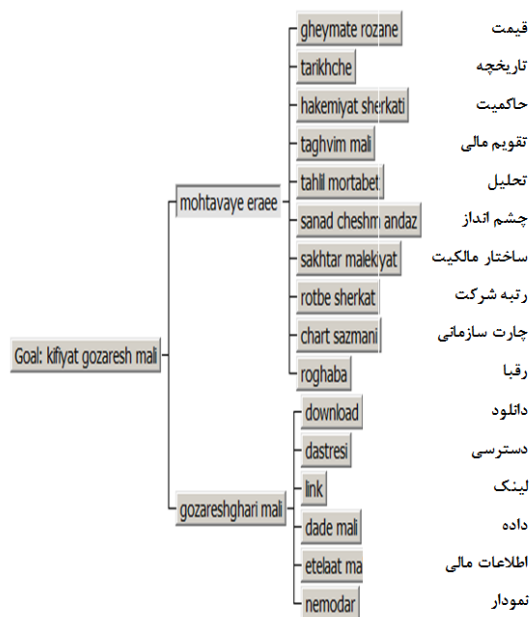 gheymate rozane قیمت
tarikhche تاریخچه
hakemiyat sherkati حاکمیت
taghvim mali تقویم مالی
tahlil mortabet تحلیل
mohtavaye eraee
sanad cheshm andaz چشم انداز
sakhtar malekiyat ساختار مالکیت
rotbe sherkat رتبه شرکت
chart sazmani چارت سازمانی
Goal: kifiyat gozaresh mali
roghaba رقبا
download دانلود
dastresi دسترسی
link لینک
gozareshghari mali
dade mali داده
etelaat ma اطلاعات مالی
nemodar نمودار